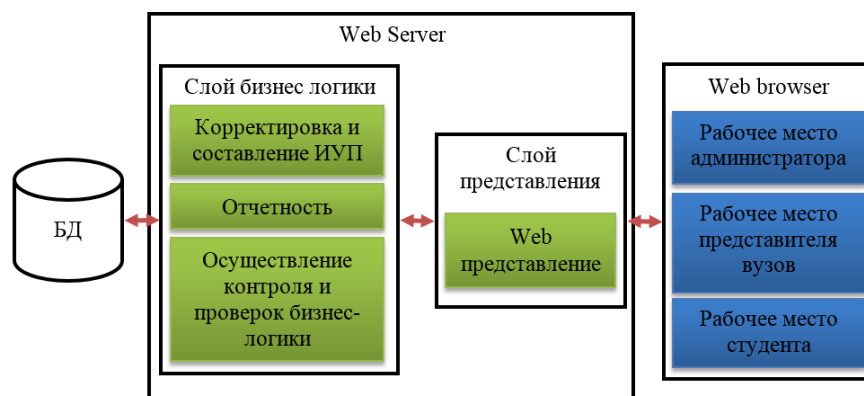 Web Server
Слой бизнес логики
Корректировка и
составление ИУП
Отчетность
Осуществление
контроля и
проверок бизнес-
логики
БД
Слой
представления
Web
представление
Web browser
Рабочее место
администратора
Рабочее место
представителя
вузов
Рабочее место
студента